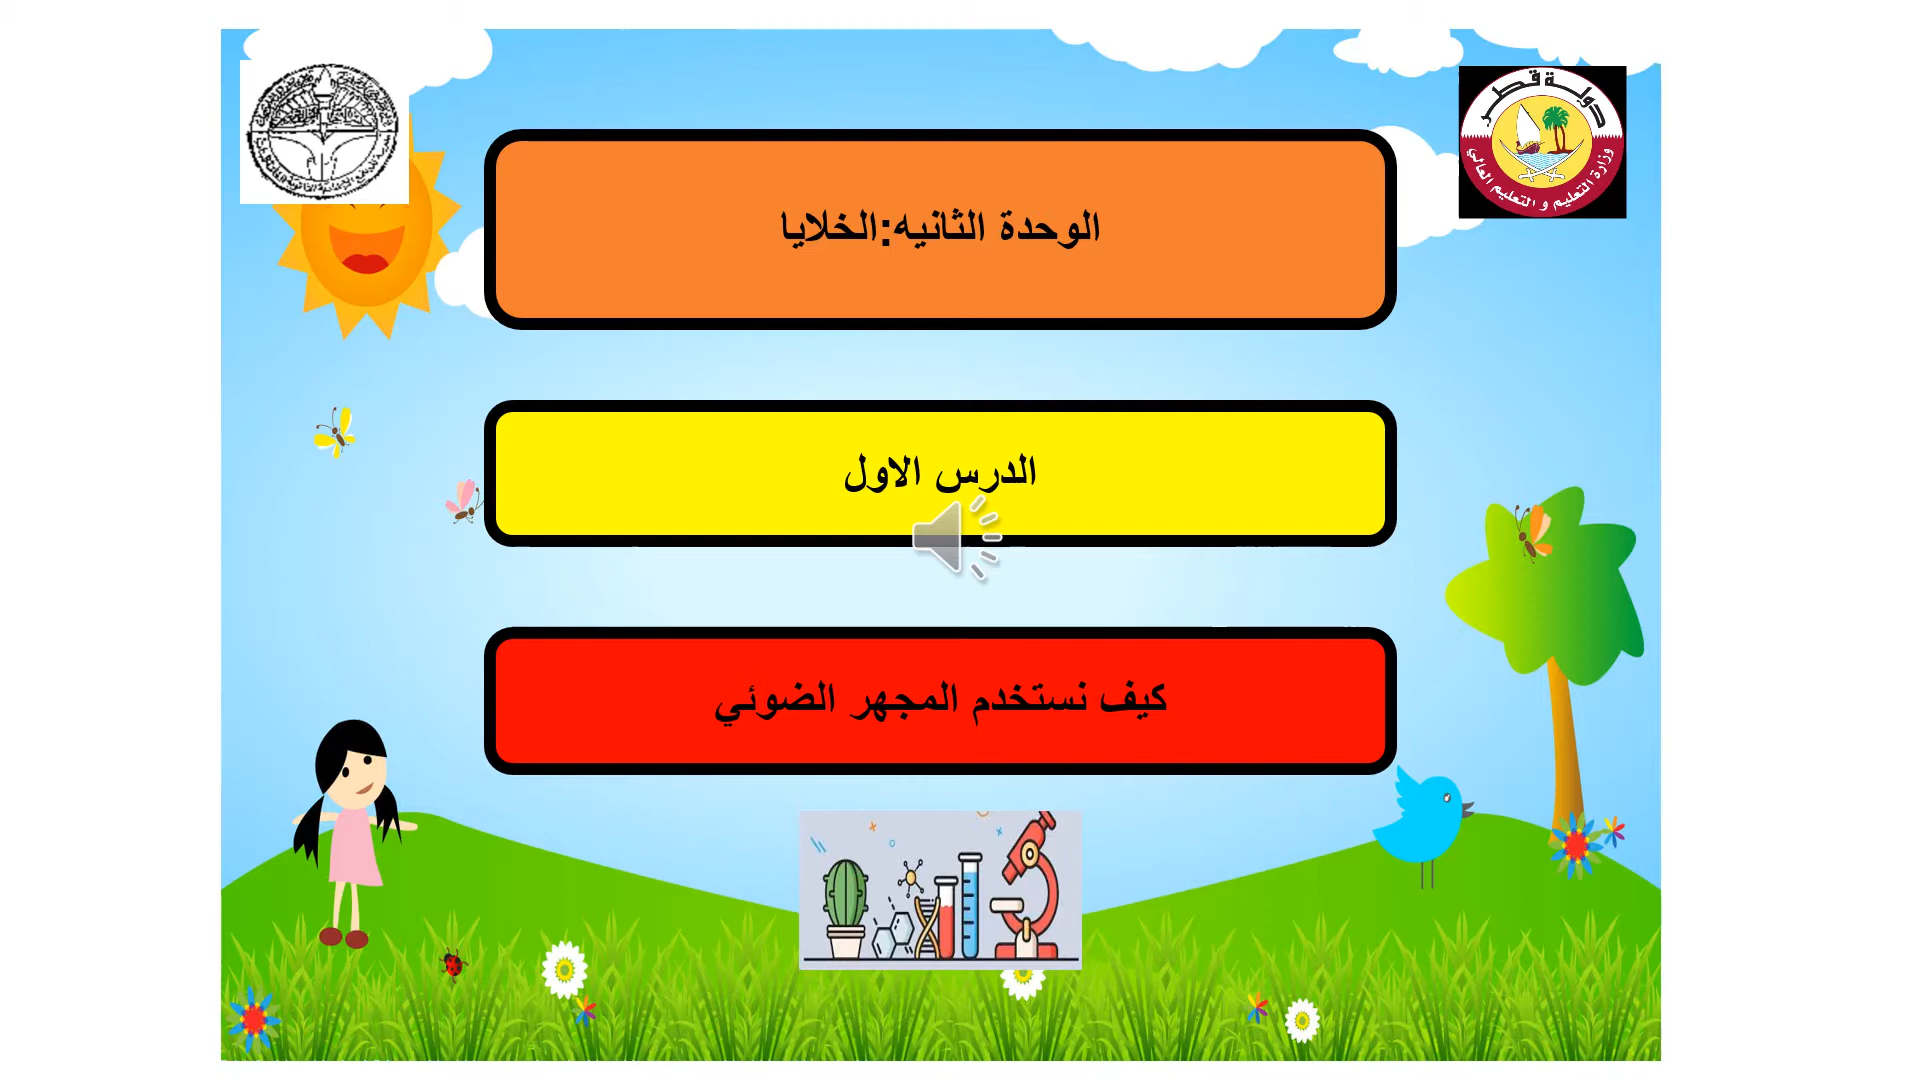 دولة قطر
وزارة التعليم و التعليم العالي
الوحدة الثانيه:الخلايا
الدرس الاول
كيف نستخدم المجهر الضوئي